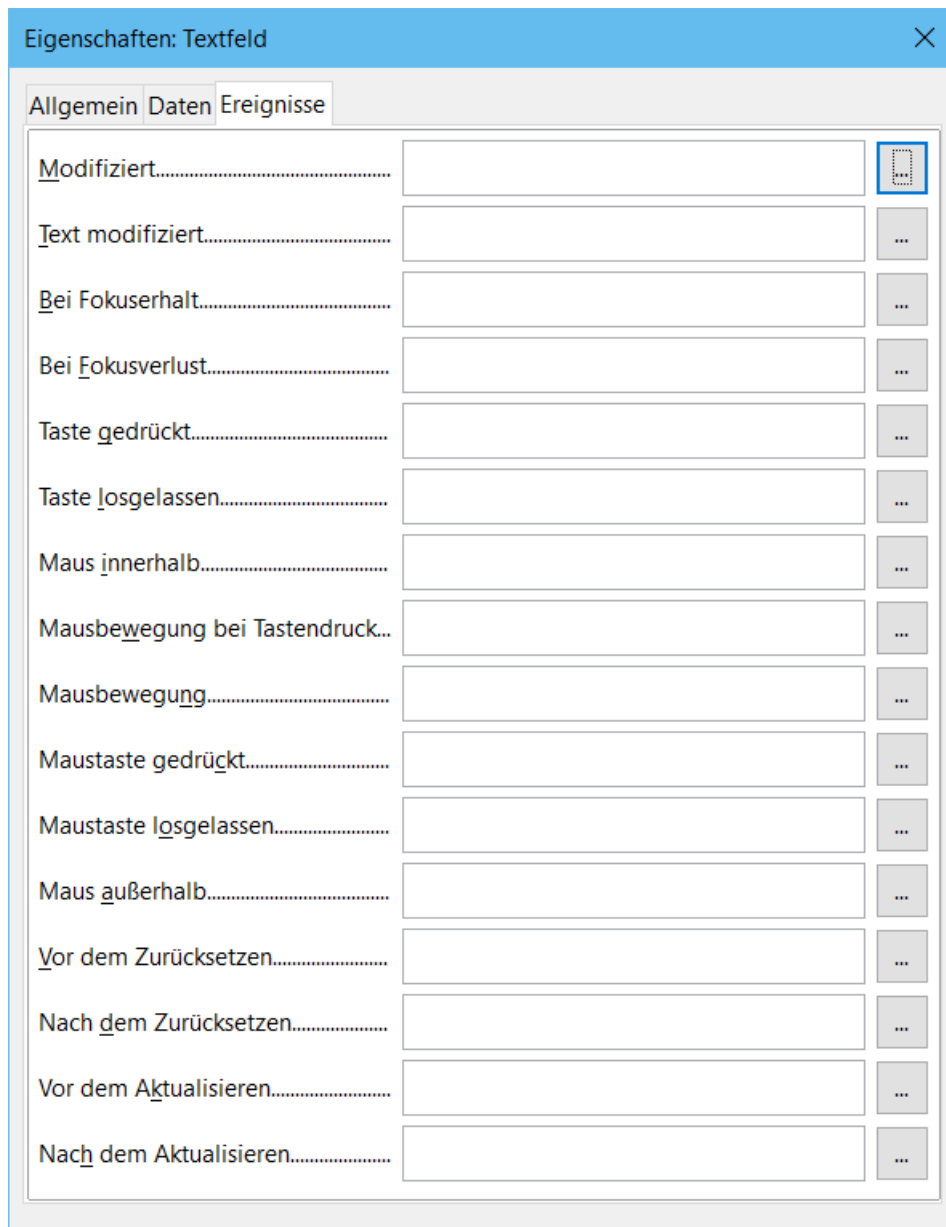 Eigenschaften: Textfeld
Allgemein Daten Ereignisse
Modifiziert.................................................. ...
Text modifiziert........................................ ...
Bei Fokuserhalt......................................... ...
Bei Fokusverlust....................................... ...
Taste gedrückt.......................................... ...
Taste losgelassen.................................... ...
Maus innerhalb........................................ ...
Mausbewegung bei Tastendruck... ...
Mausbewegung....................................... ...
Maustaste gedrückt............................... ...
Maustaste losgelassen......................... ...
Maus außerhalb....................................... ...
Vor dem Zurücksetzen......................... ...
Nach dem Zurücksetzen..................... ...
Vor dem Aktualisieren.......................... ...
Nach dem Aktualisieren...................... ...